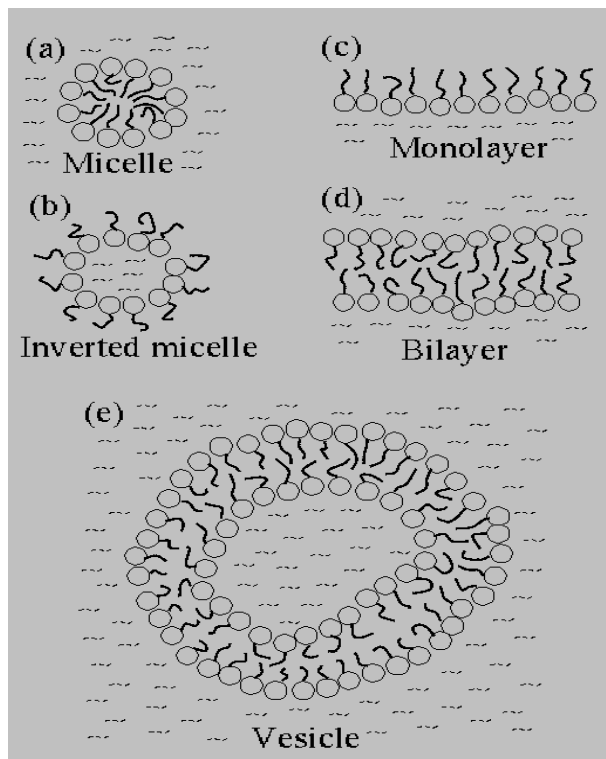 (a)
Micelle
(b)
Inverted micelle
(c)
Monolayer
(d)
Bilayer
(e)
Vesicle